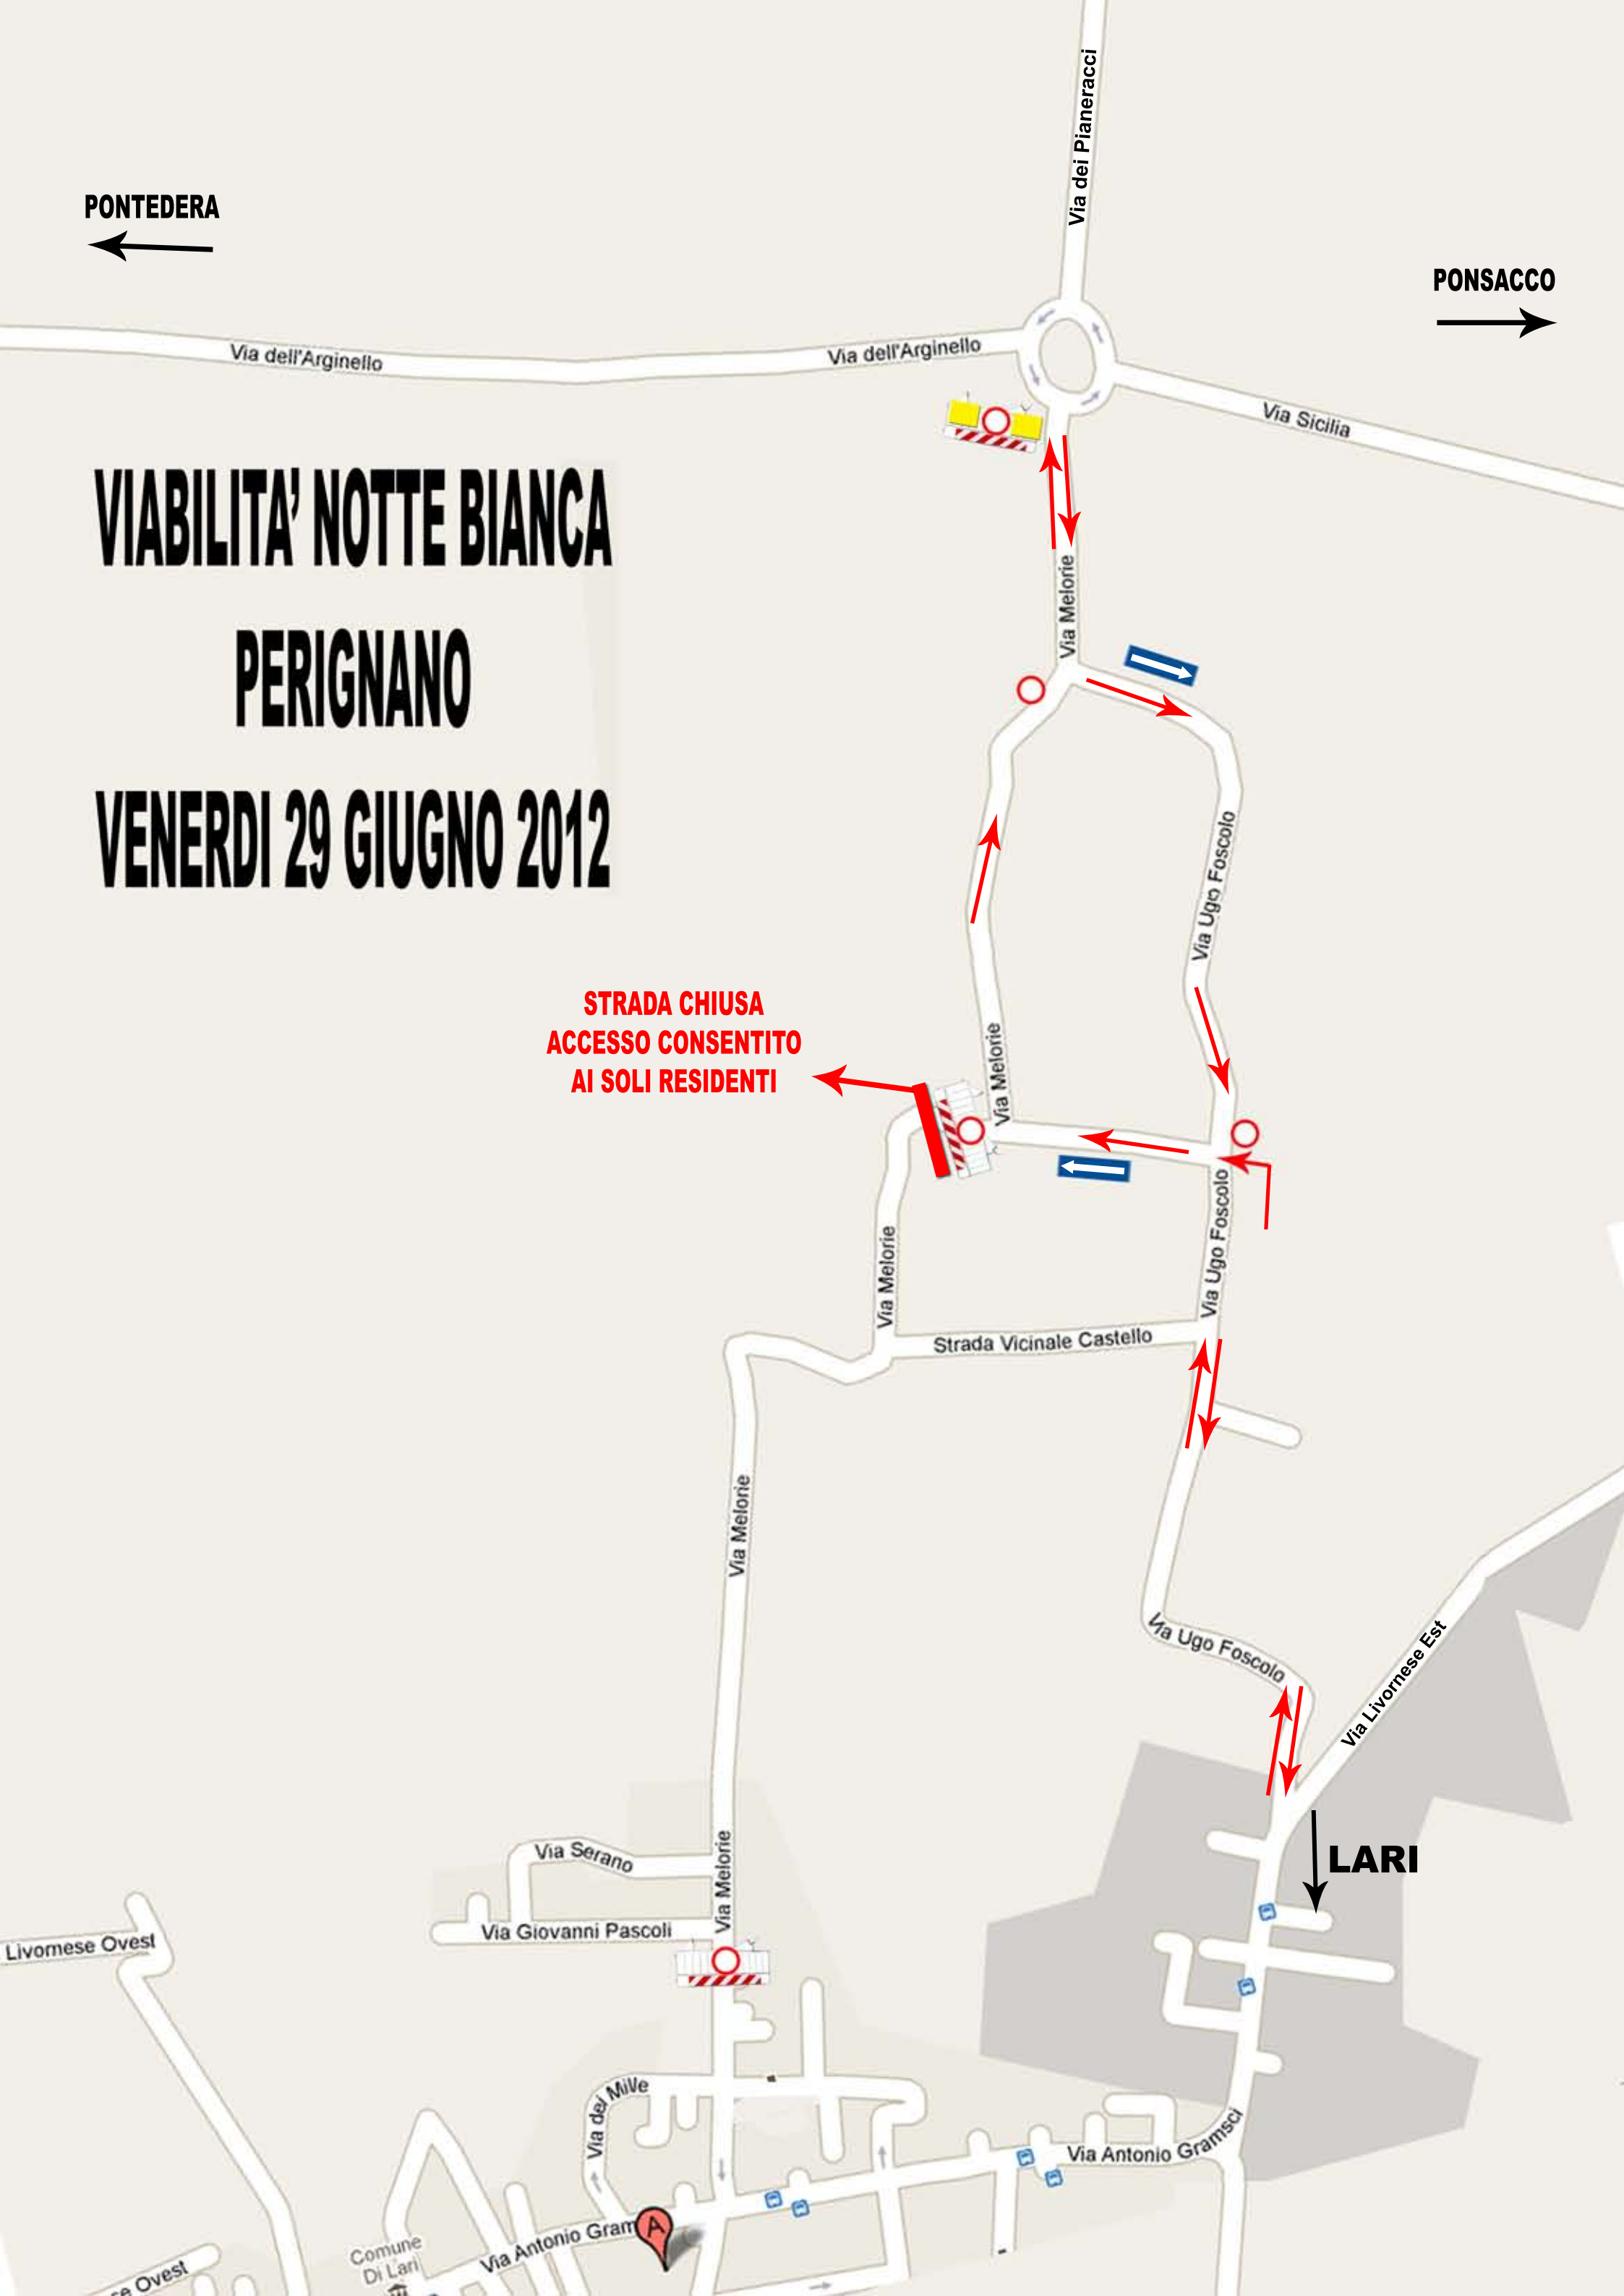 Via dei Pianeracci
PONTEDERA
PONSACCO
Via dell'Arginello
Via dell'Arginello
Via Sicilia
VIABILITA' NOTTE BIANCA
PERIGNANO
VENERDI 29 GIUGNO 2012
Via Melorie
Via Ugo Foscolo
STRADA CHIUSA
ACCESSO CONSENTITO
AI SOLI RESIDENTI
Via Melorie
Via Ugo Foscolo
Via Melorie
Strada Vicinale Castello
Via Melorie
Via Ugo Foscolo
Via Livornese Est
Via Serano
Via Melorie
LARI
Via Giovanni Pascoli
Livornese Ovest
Via dei Mille
Via Antonio Gramsci
Via Antonio Gram
A
Comune
Di Lari
se Ovest